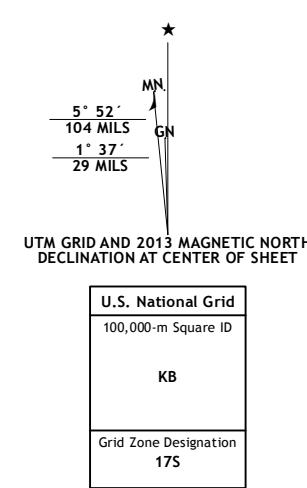 ★
MN.
5° 52´
104 MILS
GN
1° 37´
29 MILS
UTM GRID AND 2013 MAGNETIC NORTH
DECLINATION AT CENTER OF SHEET
U.S. National Grid
100,000-m Square ID
KB
Grid Zone Designation
17S